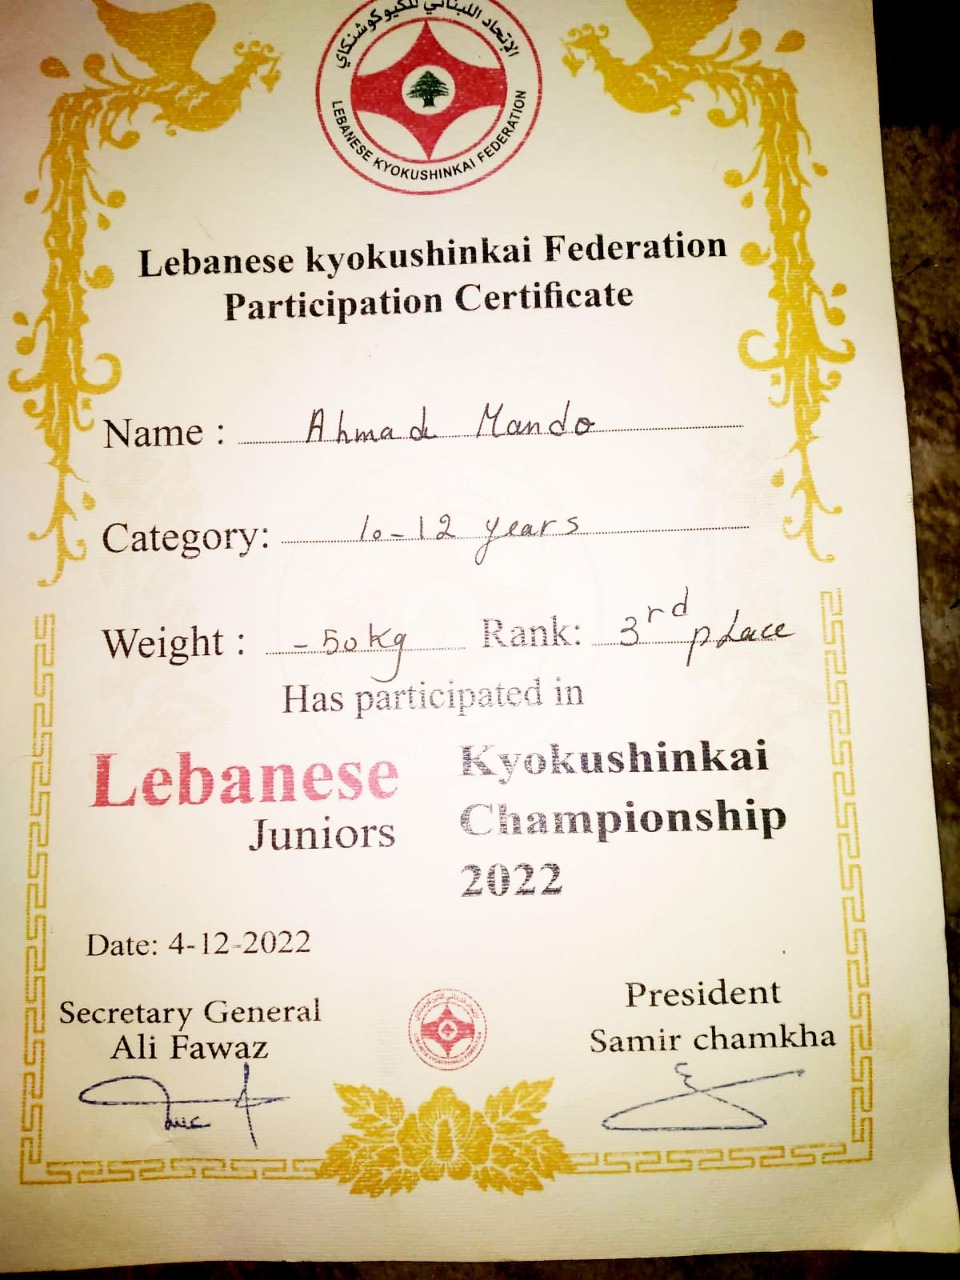 الإتحاد اللبناني للكيوكوشنكاي
LEBANESE KYOKUSHINKAI FEDERATION
Lebanese kyokushinkai Federation
Participation Certificate
Name : Ahmad Mando
Category: 10-12 years
Weight : -50 kg Rank: 3rd place
Has participated in
Lebanese Juniors
Kyokushinkai
Championship
2022
Date: 4-12-2022
Secretary General
Ali Fawaz
President
Samir chamkha